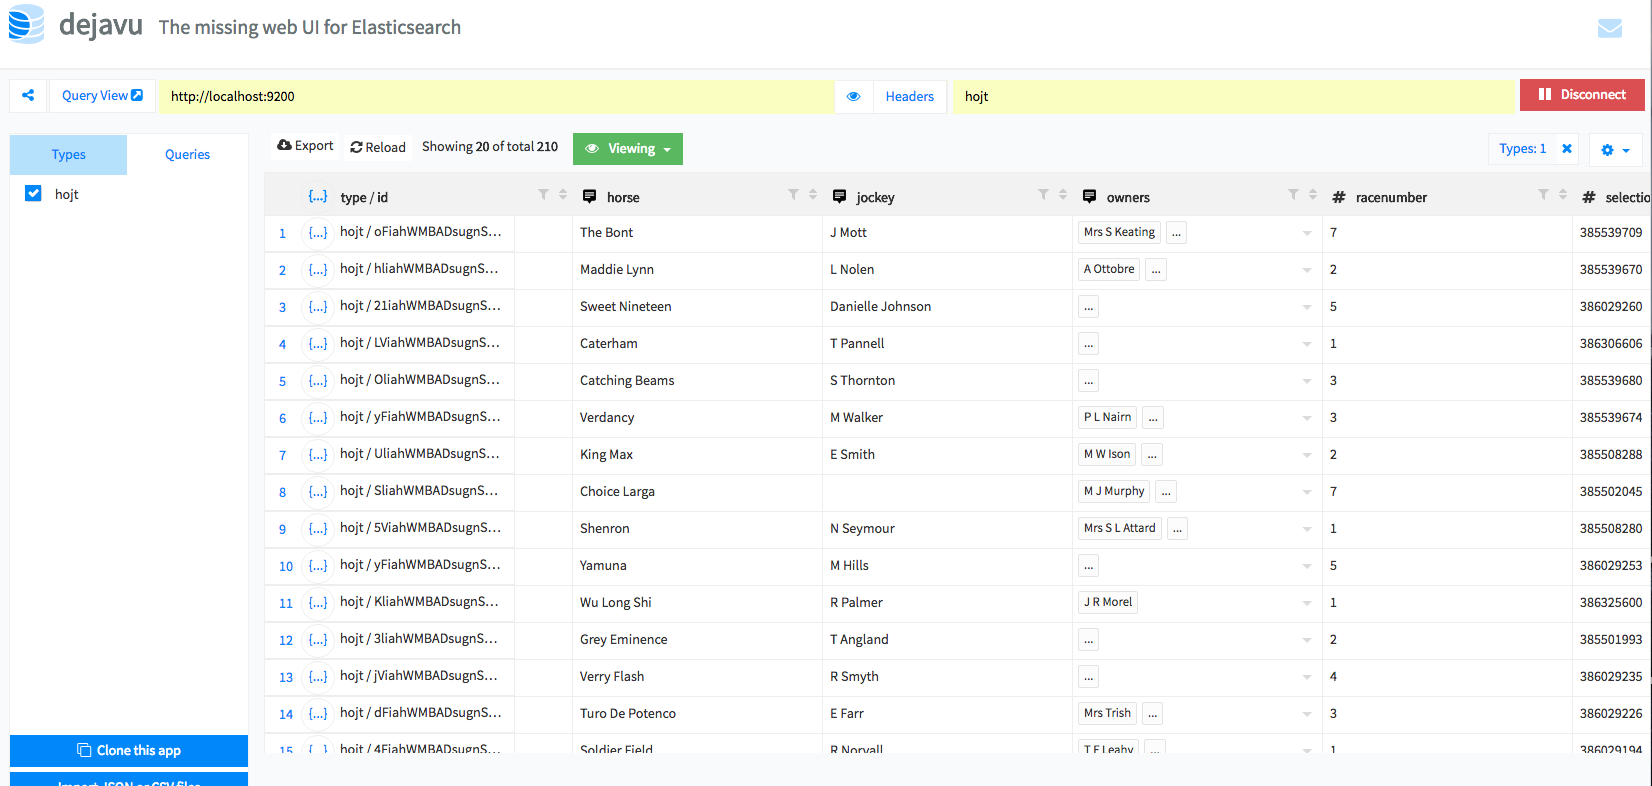 dejavu The missing web UI for Elasticsearch
Query View http://localhost:9200 Headers hojt Disconnect
Types Queries
hojt
Export Reload Showing 20 of total 210 Viewing Types: 1
{...} type / id horse jockey owners # racenumber # selectio
1 {...} hojt / oFiahWMBADsugnS... The Bont J Mott Mrs S Keating ... 7 385539709
2 {...} hojt / hliahWMBADsugnS... Maddie Lynn L Nolen A Ottobre ... 2 385539670
3 {...} hojt / 21iahWMBADsugnS... Sweet Nineteen Danielle Johnson ... 5 386029260
4 {...} hojt / LViahWMBADsugnS... Caterham T Pannell ... 1 386306606
5 {...} hojt / OliahWMBADsugnS... Catching Beams S Thornton ... 3 385539680
6 {...} hojt / yFiahWMBADsugnS... Verdancy M Walker P L Nairn ... 3 385539674
7 {...} hojt / UliahWMBADsugnS... King Max E Smith M W Ison ... 2 385508288
8 {...} hojt / SliahWMBADsugnS... Choice Larga M J Murphy ... 7 385502045
9 {...} hojt / 5ViahWMBADsugnS... Shenron N Seymour Mrs S L Attard ... 1 385508280
10 {...} hojt / yFiahWMBADsugnS... Yamuna M Hills ... 5 386029253
11 {...} hojt / KliahWMBADsugnS... Wu Long Shi R Palmer J R Morel 1 386325600
12 {...} hojt / 3liahWMBADsugnS... Grey Eminence T Angland ... 2 385501993
13 {...} hojt / jViahWMBADsugnS... Verry Flash R Smyth ... 4 386029235
14 {...} hojt / dFiahWMBADsugnS... Turo De Potenco E Farr Mrs Trish ... 3 386029226
15 {...} hojt / 4FiahWMBADsugnS... Soldier Field R Norvall T F Leahy ... 1 386029194
Clone this app
Import JSON or CSV files